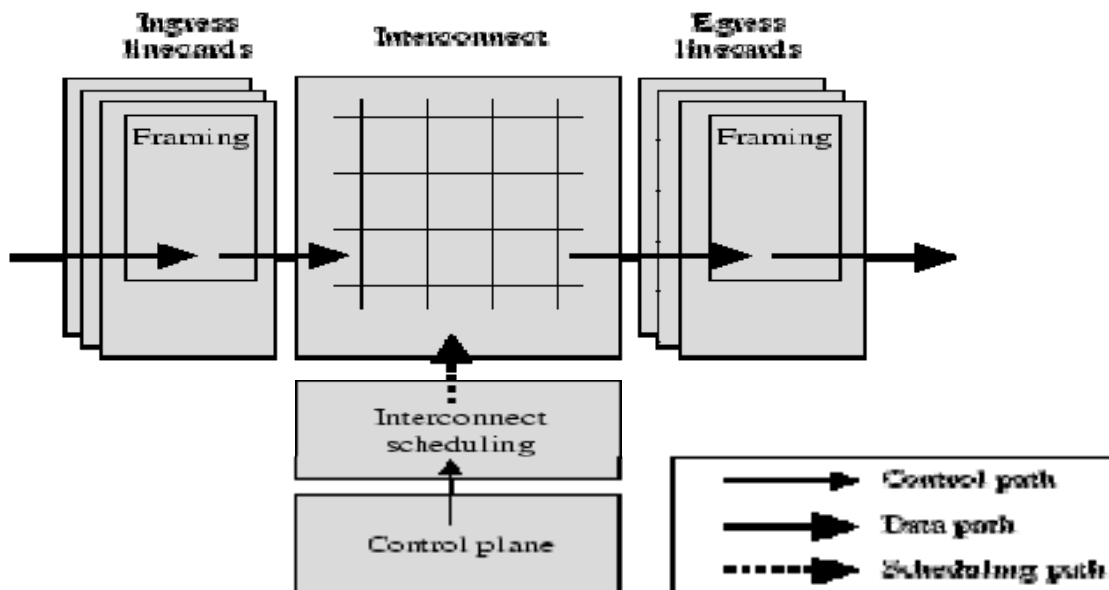 Ingress
linecards
Interconnect
Egress
linecards
Framing
Framing
Interconnect
scheduling
Control plane
Control path
Data path
Scheduling path